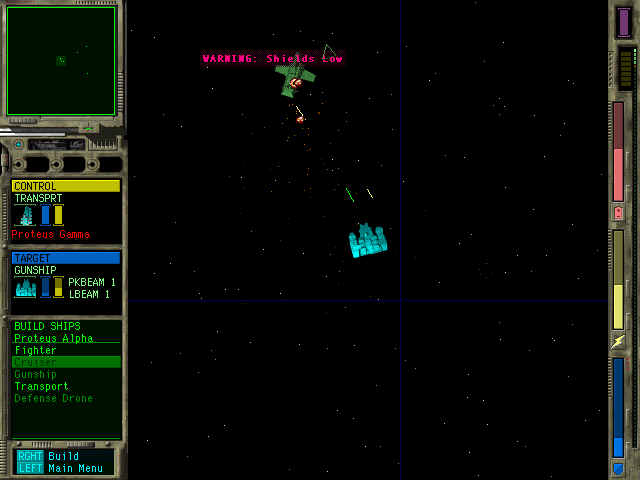 WARNING: Shields Low
CONTROL
TRANSPRT
Proteus Gamma
TARGET
GUNSHIP
PKBEAM 1
LBEAM 1
BUILD SHIPS
Proteus Alpha
Fighter
Cruiser
Gunship
Transport
Defense Drone
RGHT Build
LEFT Main Menu